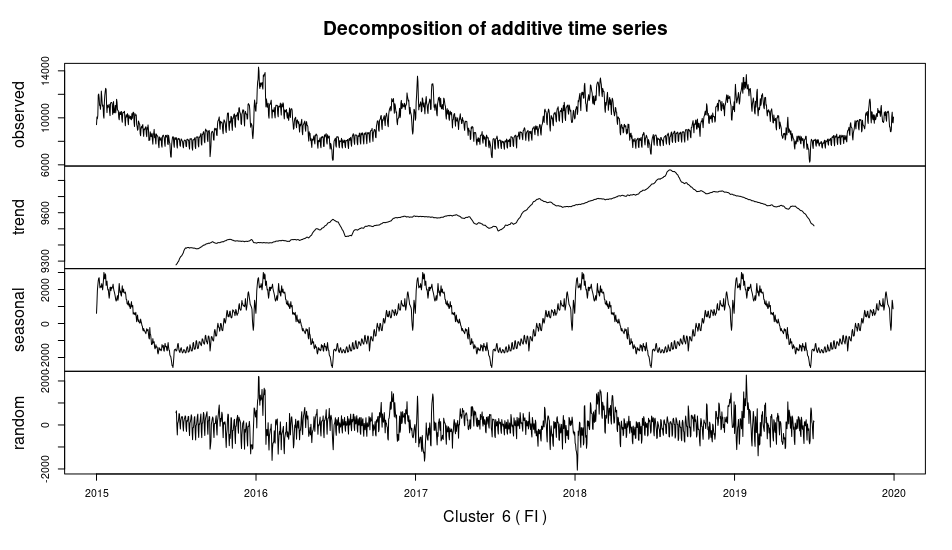 Decomposition of additive time series
observed
6000 10000 14000
trend
9300 9600
seasonal
-2000 0 2000
random
-2000 0 2000
2015 2016 2017 2018 2019 2020
Cluster 6 ( FI )